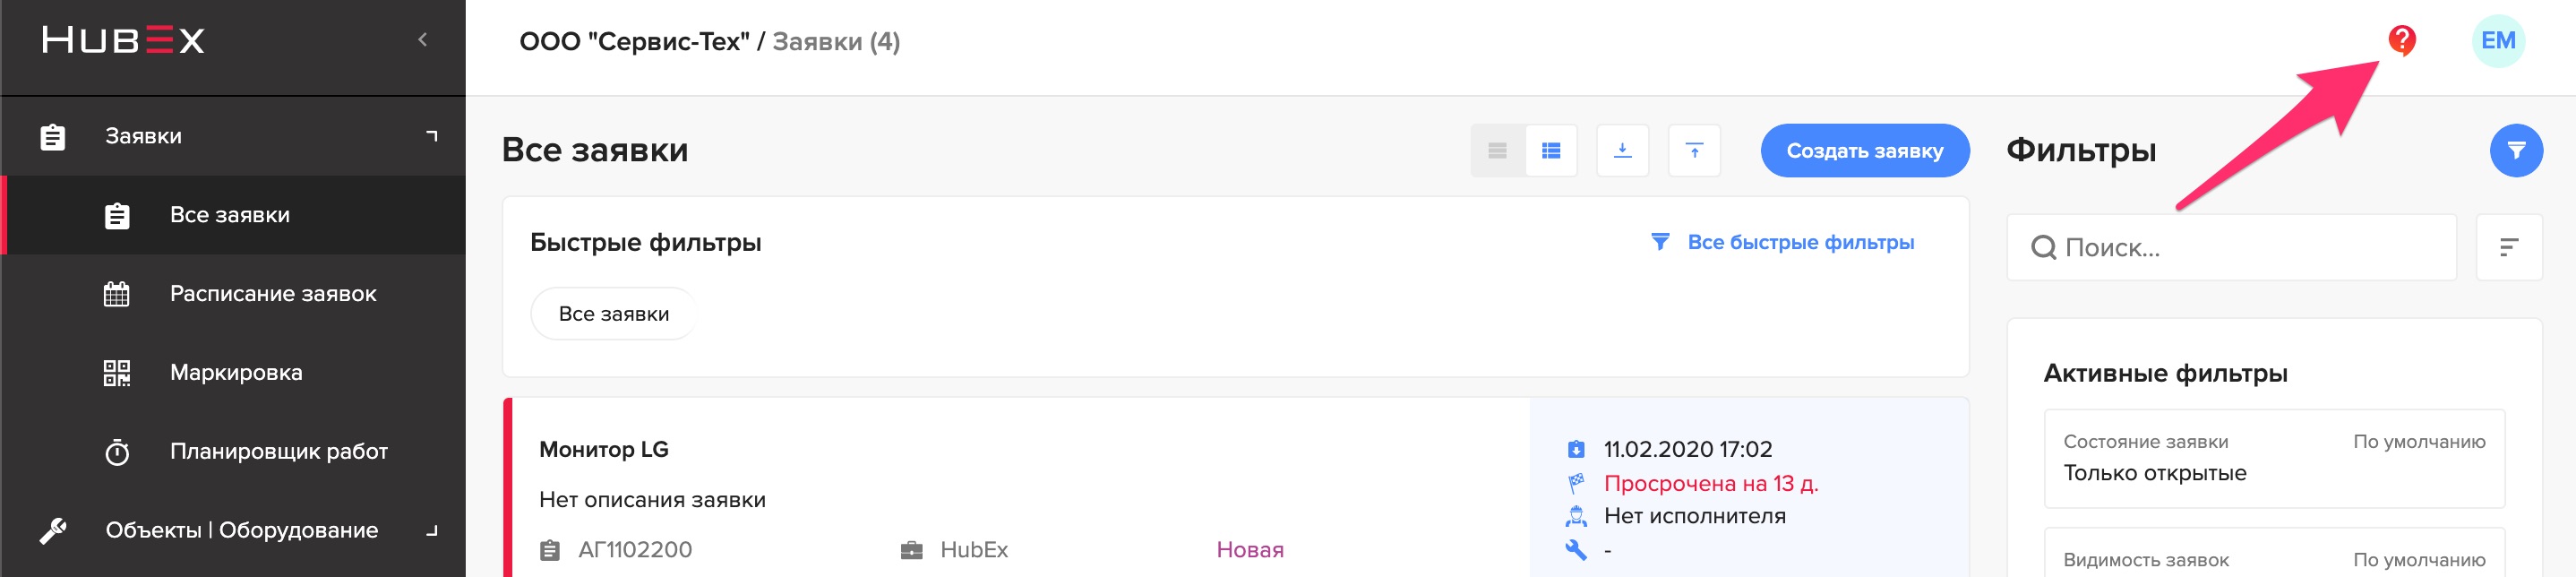 HUBEX
ООО "Сервис-Тех" / Заявки (4)
?
EM
Заявки
Все заявки
Расписание заявок
Маркировка
Планировщик работ
Объекты | Оборудование
Все заявки
Создать заявку
Быстрые фильтры
Все быстрые фильтры
Все заявки
Монитор LG
Нет описания заявки
АГ1102200
HubEx
Новая
11.02.2020 17:02
Просрочена на 13 д.
Нет исполнителя
-
Фильтры
Поиск...
Активные фильтры
Состояние заявки
По умолчанию
Только открытые
Видимость заявок
По умолчанию